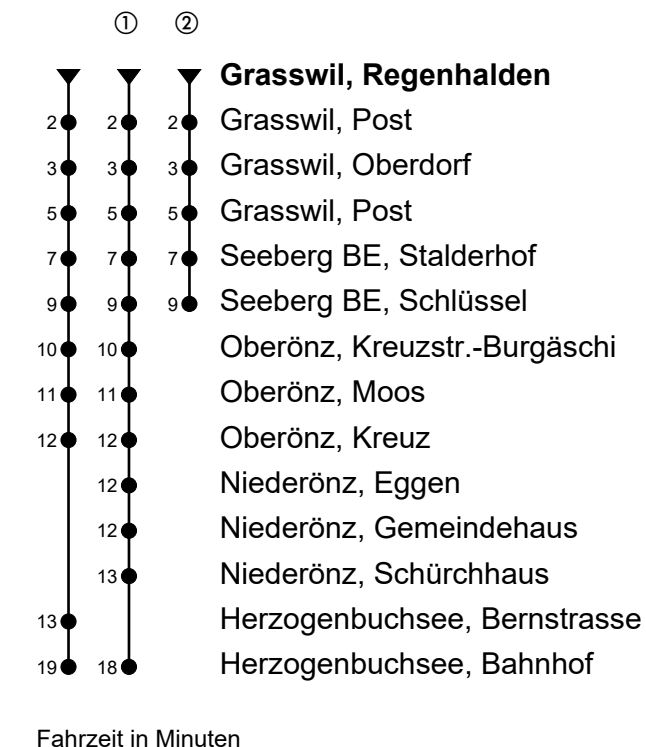 ① ②
Grasswil, Regenhalden
2 2 2 Grasswil, Post
3 3 3 Grasswil, Oberdorf
5 5 5 Grasswil, Post
7 7 7 Seeberg BE, Stalderhof
9 9 9 Seeberg BE, Schlüssel
10 10 Oberönz, Kreuzstr.-Burgäschi
11 11 Oberönz, Moos
12 12 Oberönz, Kreuz
12 Niederönz, Eggen
12 Niederönz, Gemeindehaus
13 Niederönz, Schürchhaus
13 Herzogenbuchsee, Bernstrasse
19 18 Herzogenbuchsee, Bahnhof
Fahrzeit in Minuten